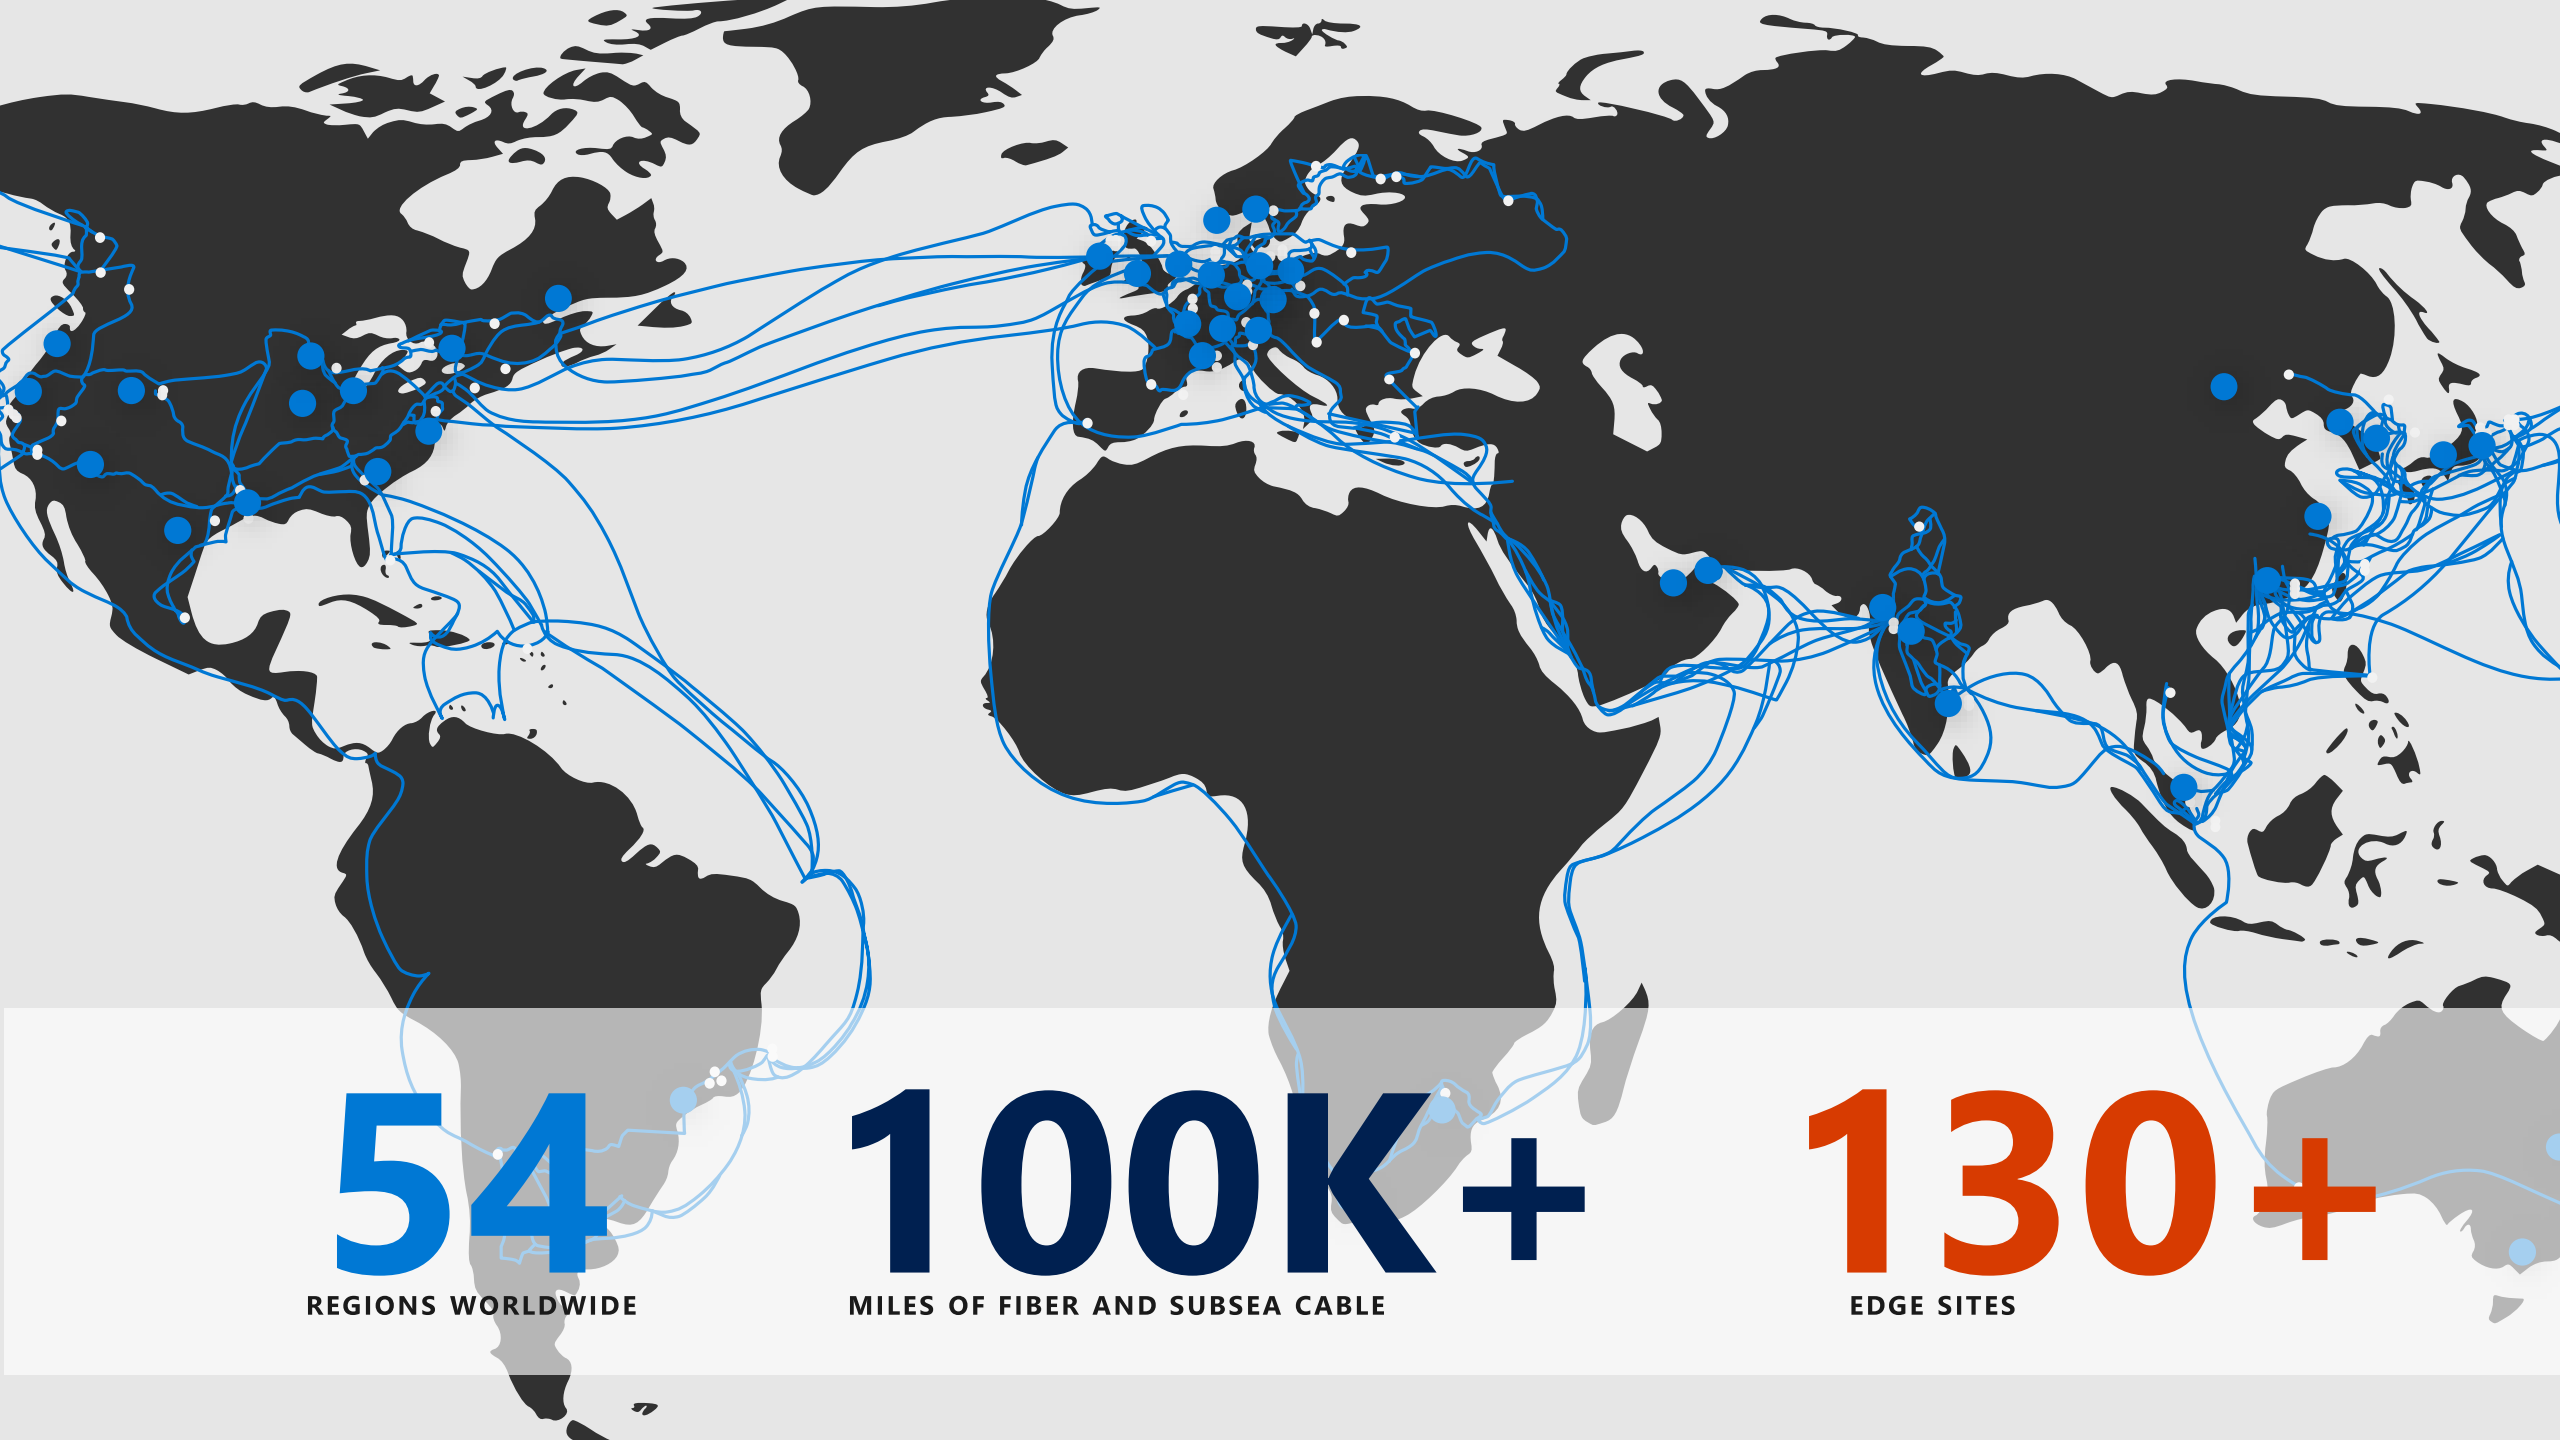 54
REGIONS WORLDWIDE
100K+
MILES OF FIBER AND SUBSEA CABLE
130+
EDGE SITES